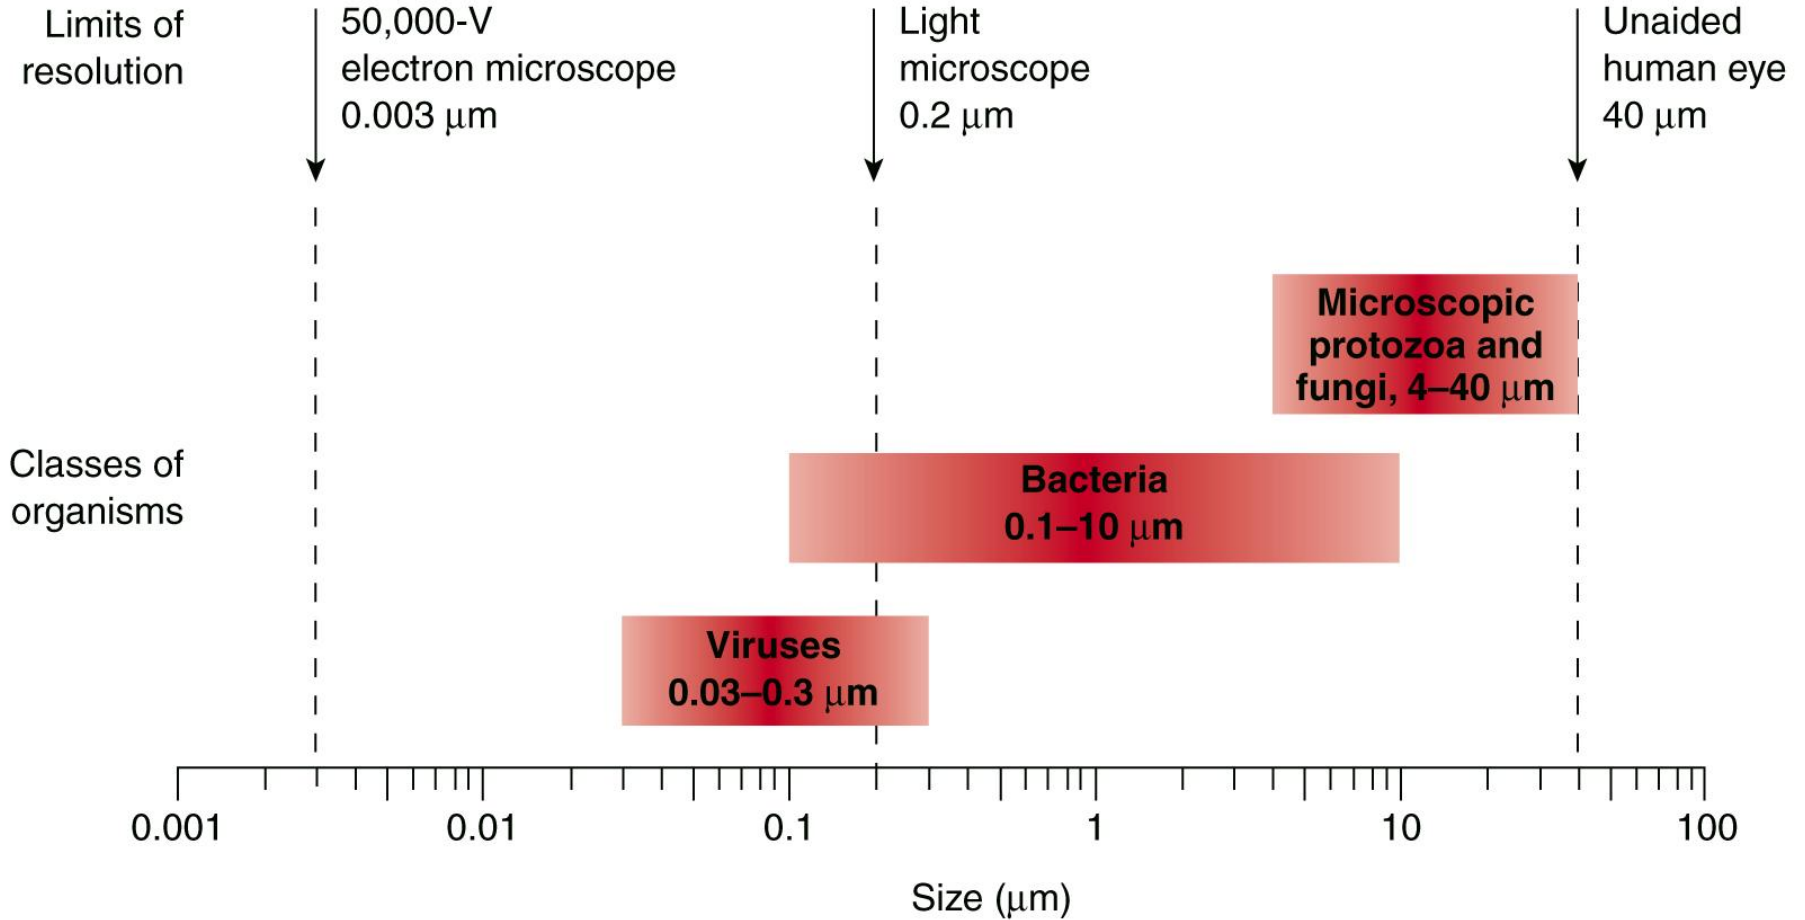 Limits of
resolution
50,000-V
electron microscope
0.003 μm
Light
microscope
0.2 μm
Unaided
human eye
40 μm
Microscopic
protozoa and
fungi, 4–40 μm
Classes of
organisms
Bacteria
0.1–10 μm
Viruses
0.03–0.3 μm
0.001 0.01 0.1 1 10 100
Size (μm)